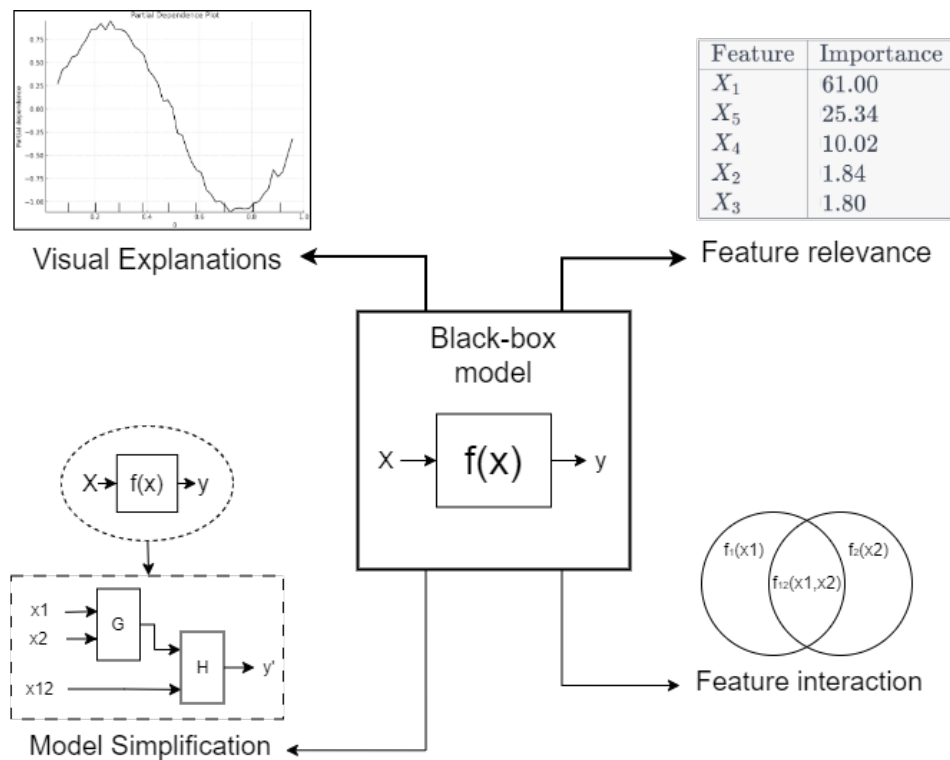 Partial Dependence Plot
Partial dependence
0.75
0.50
0.25
0.00
−0.25
−0.50
−0.75
−1.00
0.2 0.4 0.6 0.8 1.0
0
Visual Explanations
Feature Importance
X₁ 61.00
X₅ 25.34
X₄ 10.02
X₂ 1.84
X₃ 1.80
Feature relevance
Black-box
model
X f(x) y
X f(x) y
x1
x2
G
x12
H
y'
Model Simplification
f₁(x1)
f₂(x2)
f₁₂(x1,x2)
Feature interaction